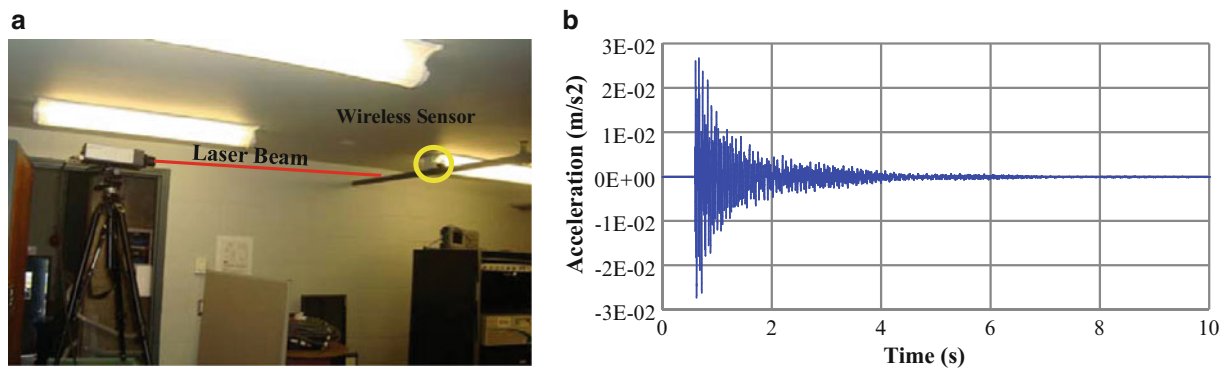 a
Wireless Sensor
Laser Beam
b
3E-02
2E-02
1E-02
0E+00
-1E-02
-2E-02
-3E-02
Acceleration (m/s2)
0 2 4 6 8 10
Time (s)